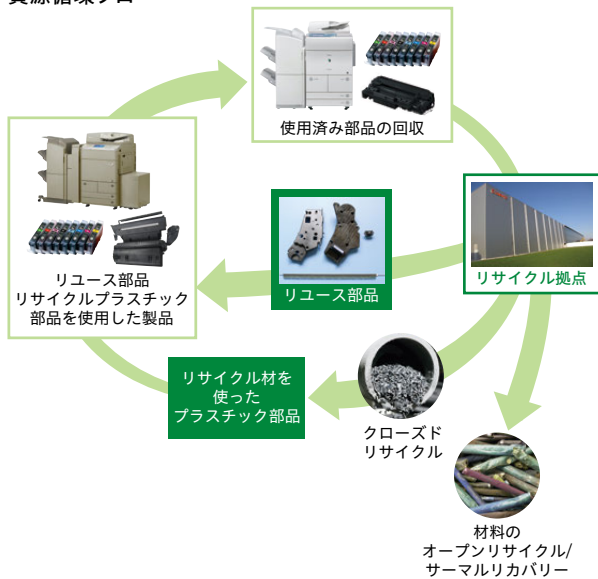 使用済み部品の回収
リサイクル拠点
リユース部品
リユース部品
リサイクルプラスチック
部品を使用した製品
リサイクル材を
使った
プラスチック部品
クローズド
リサイクル
材料の
オープンリサイクル/
サーマルリカバリー